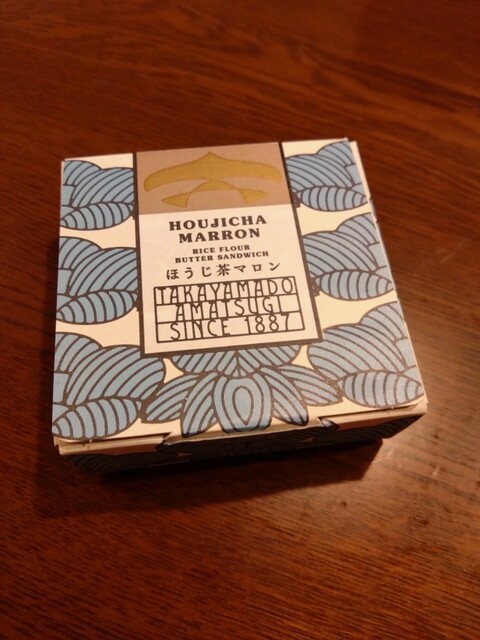 HOUJICHA
MARRON
RICE FLOUR
BUTTER SANDWICH
ほうじ茶マロン
TAKAYAMADO
AMATSUGI
SINCE 1887